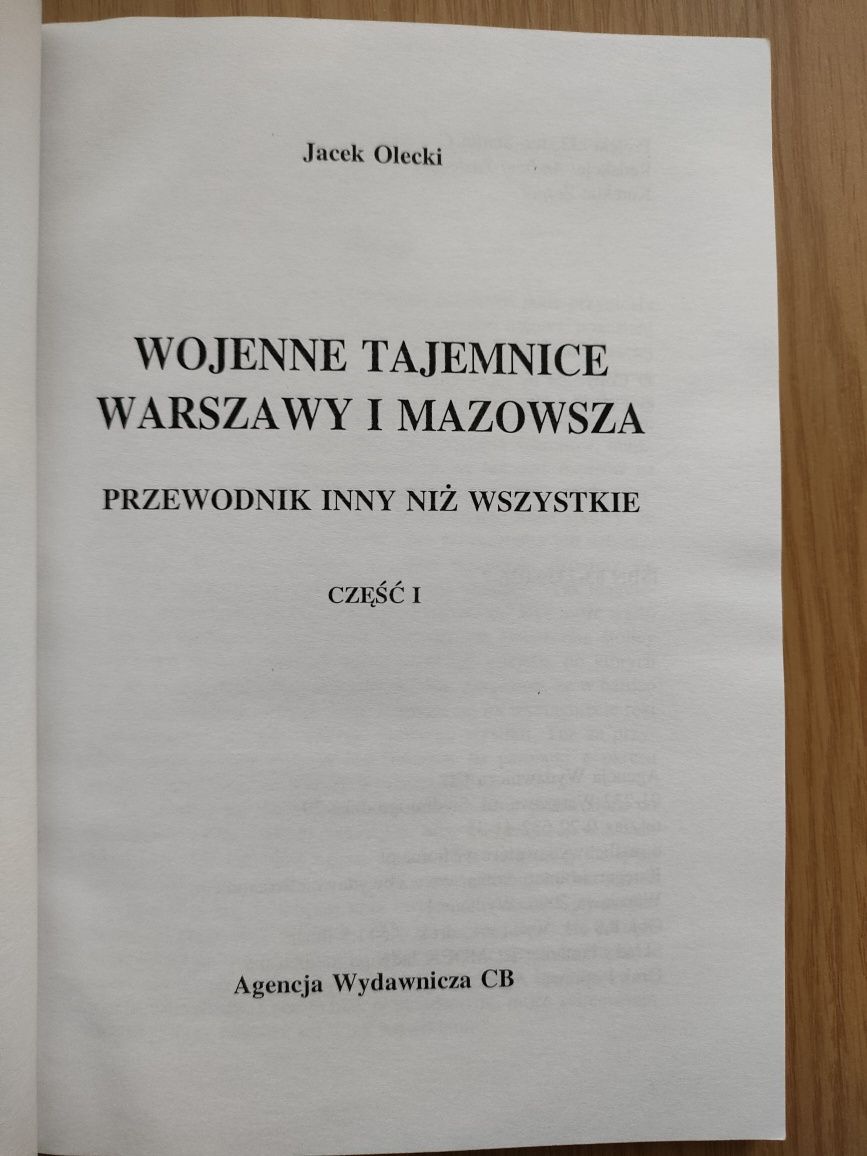 Jacek Olecki
WOJENNE TAJEMNICE
WARSZAWY I MAZOWSZA
PRZEWODNIK INNY NIŻ WSZYSTKIE
CZĘŚĆ I
Agencja Wydawnicza CB